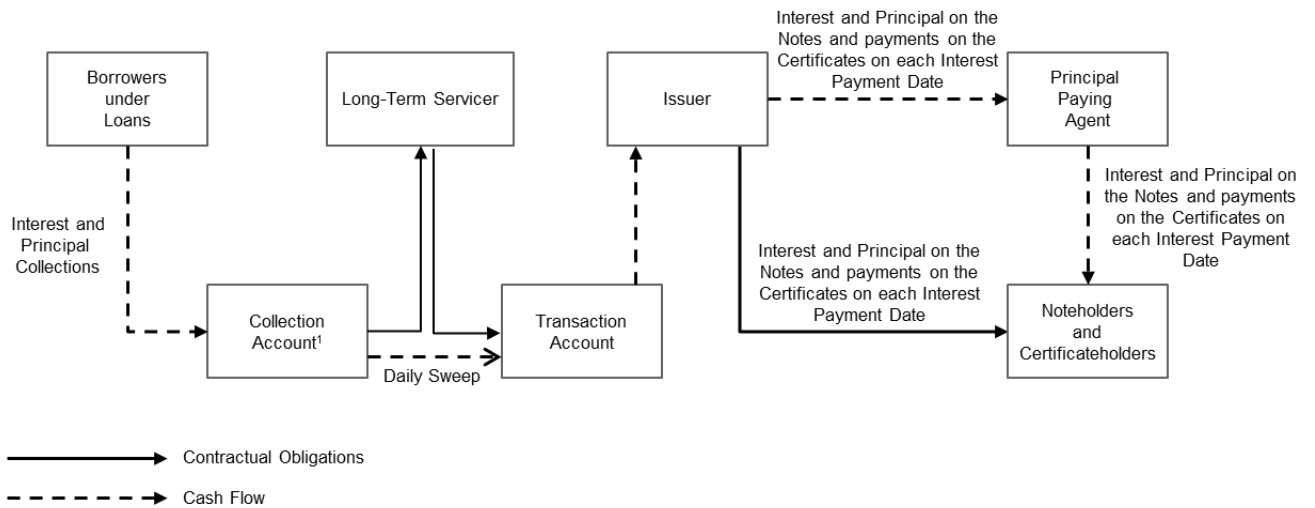 Borrowers
under
Loans
Long-Term Servicer
Issuer
Interest and Principal on the
Notes and payments on the
Certificates on each Interest
Payment Date
Principal
Paying
Agent
Interest and
Principal
Collections
Interest and Principal on
the Notes and payments
on the Certificates on
each Interest Payment
Date
Interest and Principal on the
Notes and payments on the
Certificates on each Interest
Payment Date
Collection
Account¹
Daily Sweep
Transaction
Account
Noteholders
and
Certificateholders
Contractual Obligations
Cash Flow